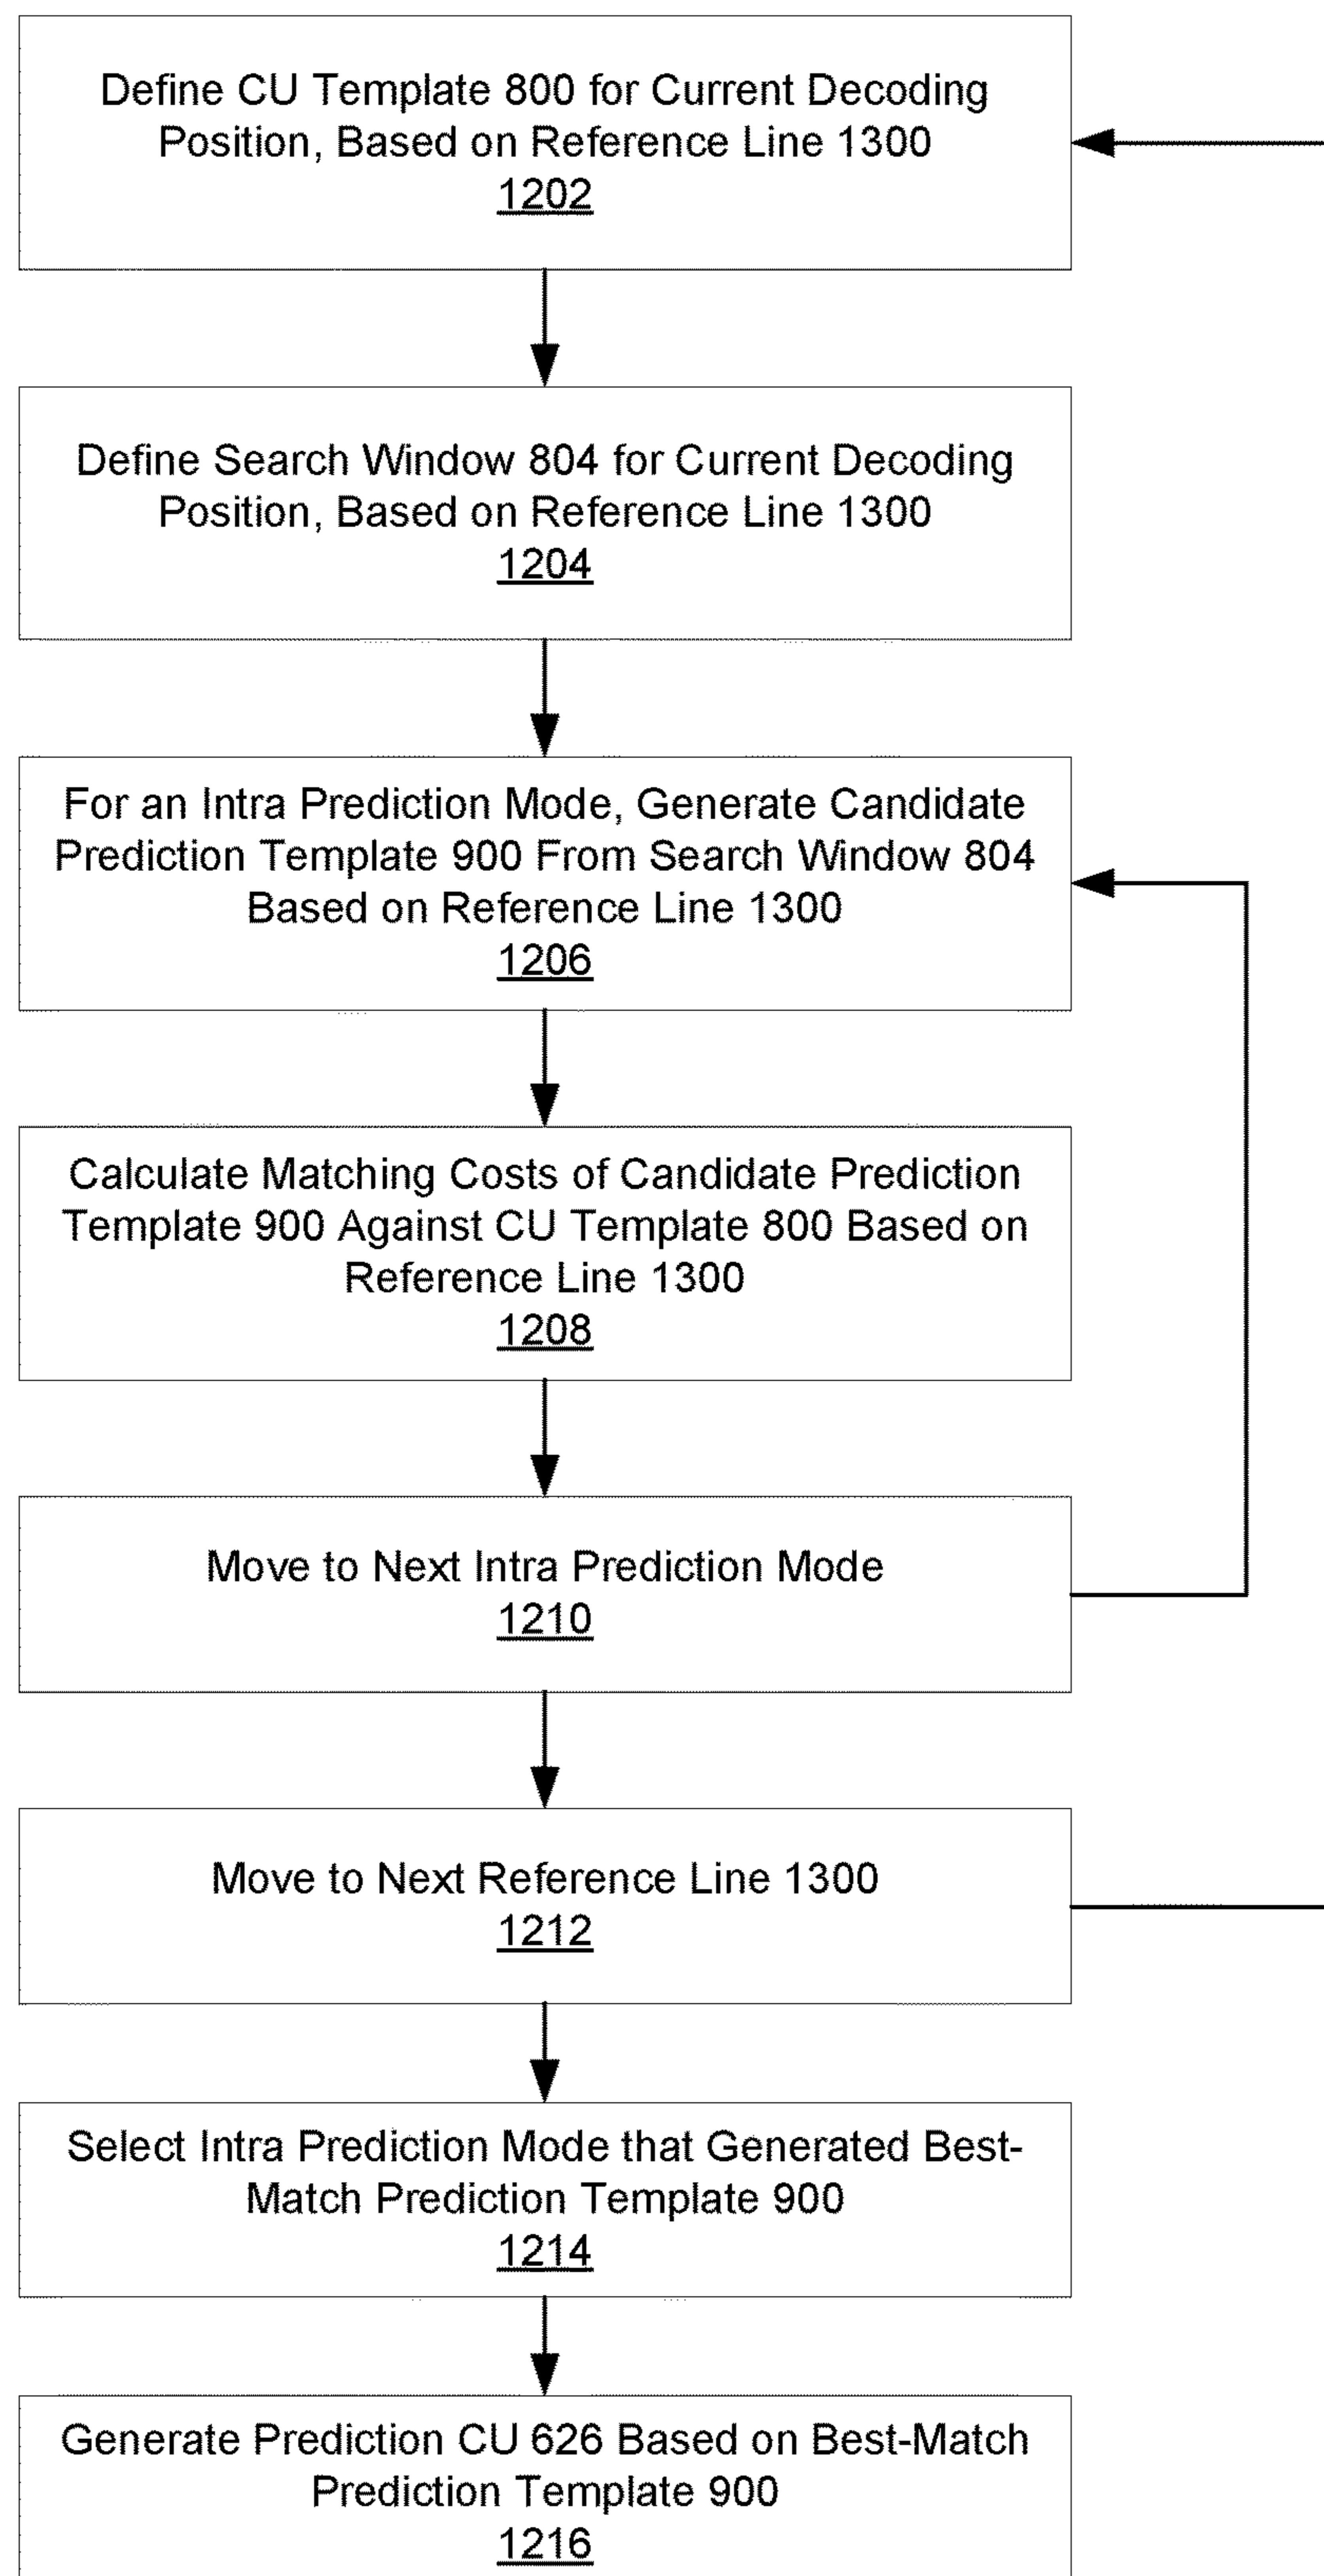 Define CU Template 800 for Current Decoding
Position, Based on Reference Line 1300
1202
Define Search Window 804 for Current Decoding
Position, Based on Reference Line 1300
1204
For an Intra Prediction Mode, Generate Candidate
Prediction Template 900 From Search Window 804
Based on Reference Line 1300
1206
Calculate Matching Costs of Candidate Prediction
Template 900 Against CU Template 800 Based on
Reference Line 1300
1208
Move to Next Intra Prediction Mode
1210
Move to Next Reference Line 1300
1212
Select Intra Prediction Mode that Generated Best-
Match Prediction Template 900
1214
Generate Prediction CU 626 Based on Best-Match
Prediction Template 900
1216